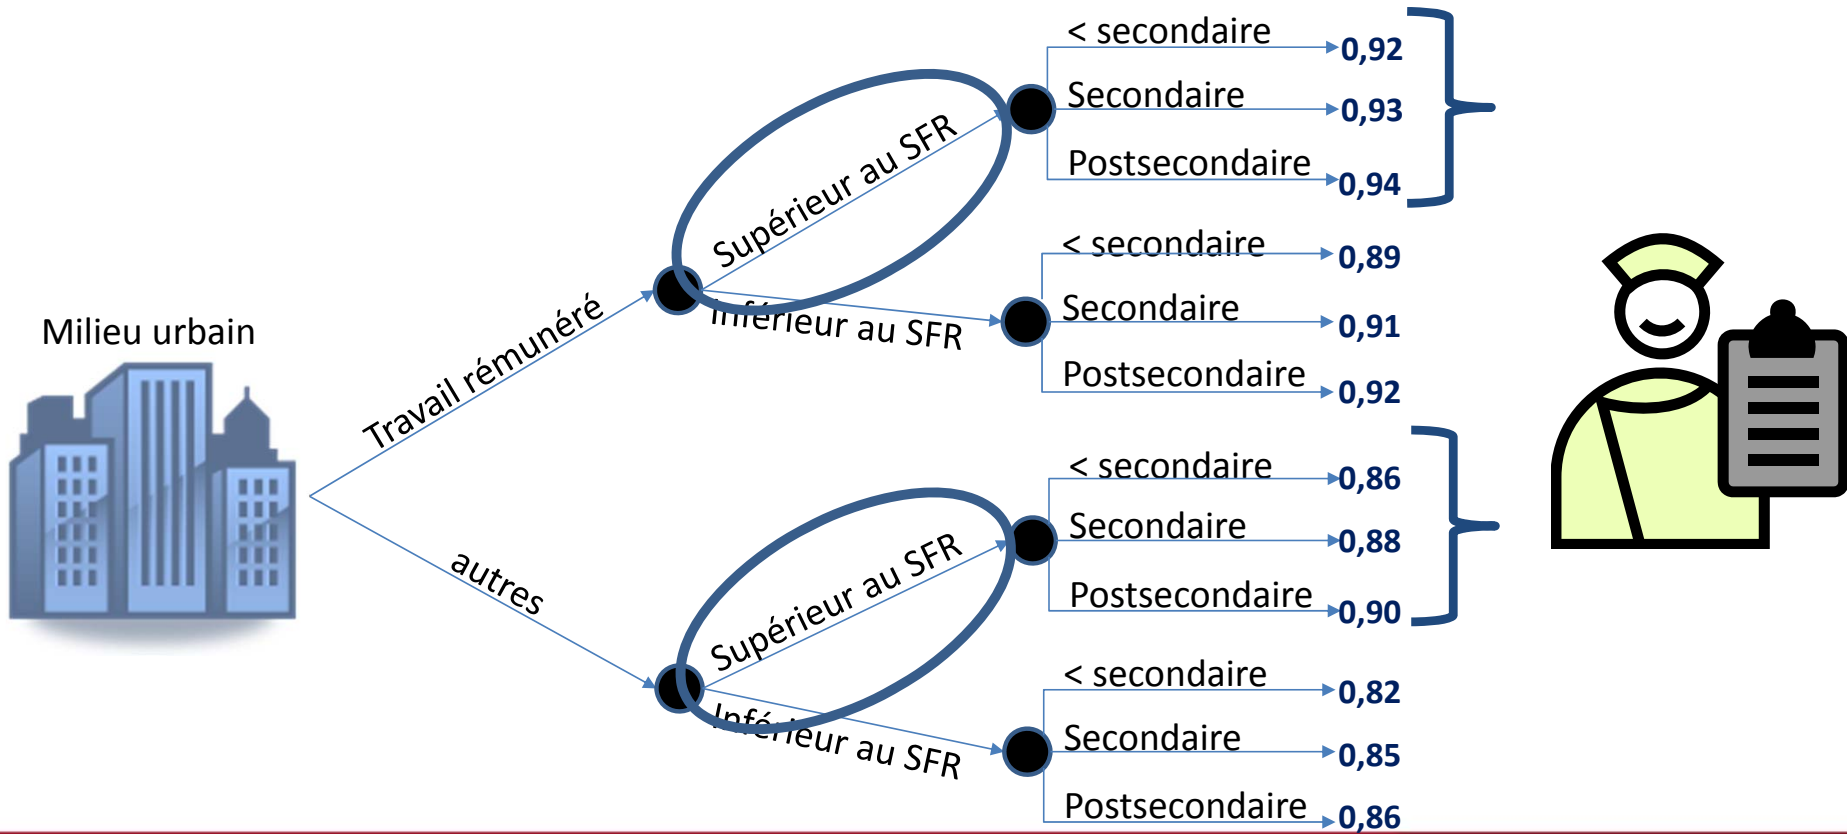 < secondaire
0,92
Secondaire
0,93
Postsecondaire
0,94
Supérieur au SFR
< secondaire
0,89
Inférieur au SFR
Secondaire
0,91
Postsecondaire
0,92
Milieu urbain
Travail rémunéré
< secondaire
0,86
Secondaire
0,88
Postsecondaire
0,90
autres
Supérieur au SFR
< secondaire
0,82
Inférieur au SFR
Secondaire
0,85
Postsecondaire
0,86